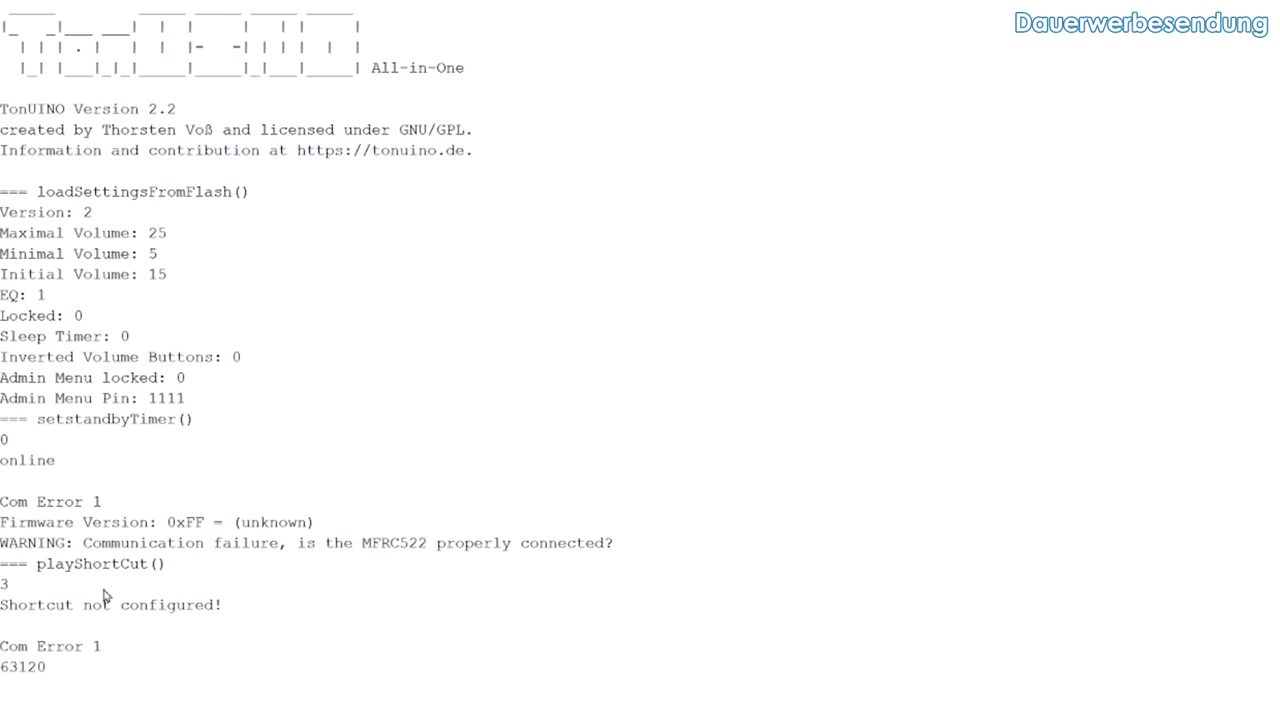 Dauerwerbesendung
TonUINO All-in-One
TonUINO Version 2.2
created by Thorsten Voß and licensed under GNU/GPL.
Information and contribution at https://tonuino.de.
=== loadSettingsFromFlash()
Version: 2
Maximal Volume: 25
Minimal Volume: 5
Initial Volume: 15
EQ: 1
Locked: 0
Sleep Timer: 0
Inverted Volume Buttons: 0
Admin Menu locked: 0
Admin Menu Pin: 1111
=== setstandbyTimer()
0
online
Com Error 1
Firmware Version: 0xFF = (unknown)
WARNING: Communication failure, is the MFRC522 properly connected?
=== playShortCut()
3
Shortcut not configured!
Com Error 1
63120